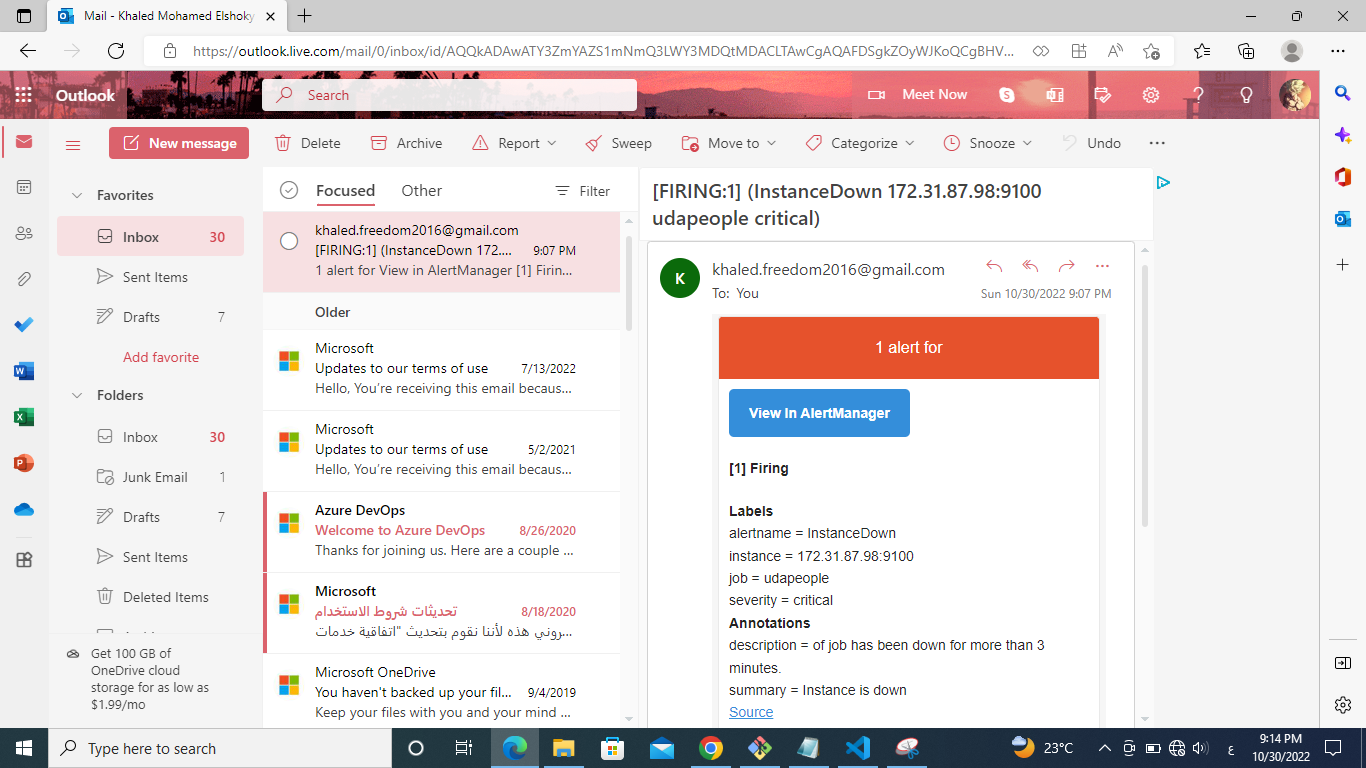 Mail - Khaled Mohamed Elshoky
https://outlook.live.com/mail/0/inbox/id/AQQkADAwATY3ZmYAZS1mNmQ3LWY3MDQtMDACLTAwCgAQAFDSgkZOyWJKoQCgBHV...
Outlook
Search
Meet Now
New message
Delete
Archive
Report
Sweep
Move to
Categorize
Snooze
Undo
Favorites
Inbox 30
Sent Items
Drafts 7
Add favorite
Folders
Inbox 30
Junk Email 1
Drafts 7
Sent Items
Deleted Items
Get 100 GB of
OneDrive cloud
storage for as low as
$1.99/mo
Focused Other Filter
khaled.freedom2016@gmail.com
[FIRING:1] (InstanceDown 172.... 9:07 PM
1 alert for View in AlertManager [1] Firin...
Older
Microsoft
Updates to our terms of use 7/13/2022
Hello, You're receiving this email becaus...
Microsoft
Updates to our terms of use 5/2/2021
Hello, You're receiving this email becaus...
Azure DevOps
Welcome to Azure DevOps 8/26/2020
Thanks for joining us. Here are a couple ...
Microsoft
تحديثات شروط الاستخدام 8/18/2020
...روني هذه لأننا نقوم بتحديث "اتفاقية خدمات
Microsoft OneDrive
You haven't backed up your fil... 9/4/2019
Keep your files with you and your mind ...
[FIRING:1] (InstanceDown 172.31.87.98:9100
udapeople critical)
K
khaled.freedom2016@gmail.com
To: You
Sun 10/30/2022 9:07 PM
1 alert for
View In AlertManager
[1] Firing
Labels
alertname = InstanceDown
instance = 172.31.87.98:9100
job = udapeople
severity = critical
Annotations
description = of job has been down for more than 3
minutes.
summary = Instance is down
Source
Type here to search
23°C
ع
9:14 PM
10/30/2022